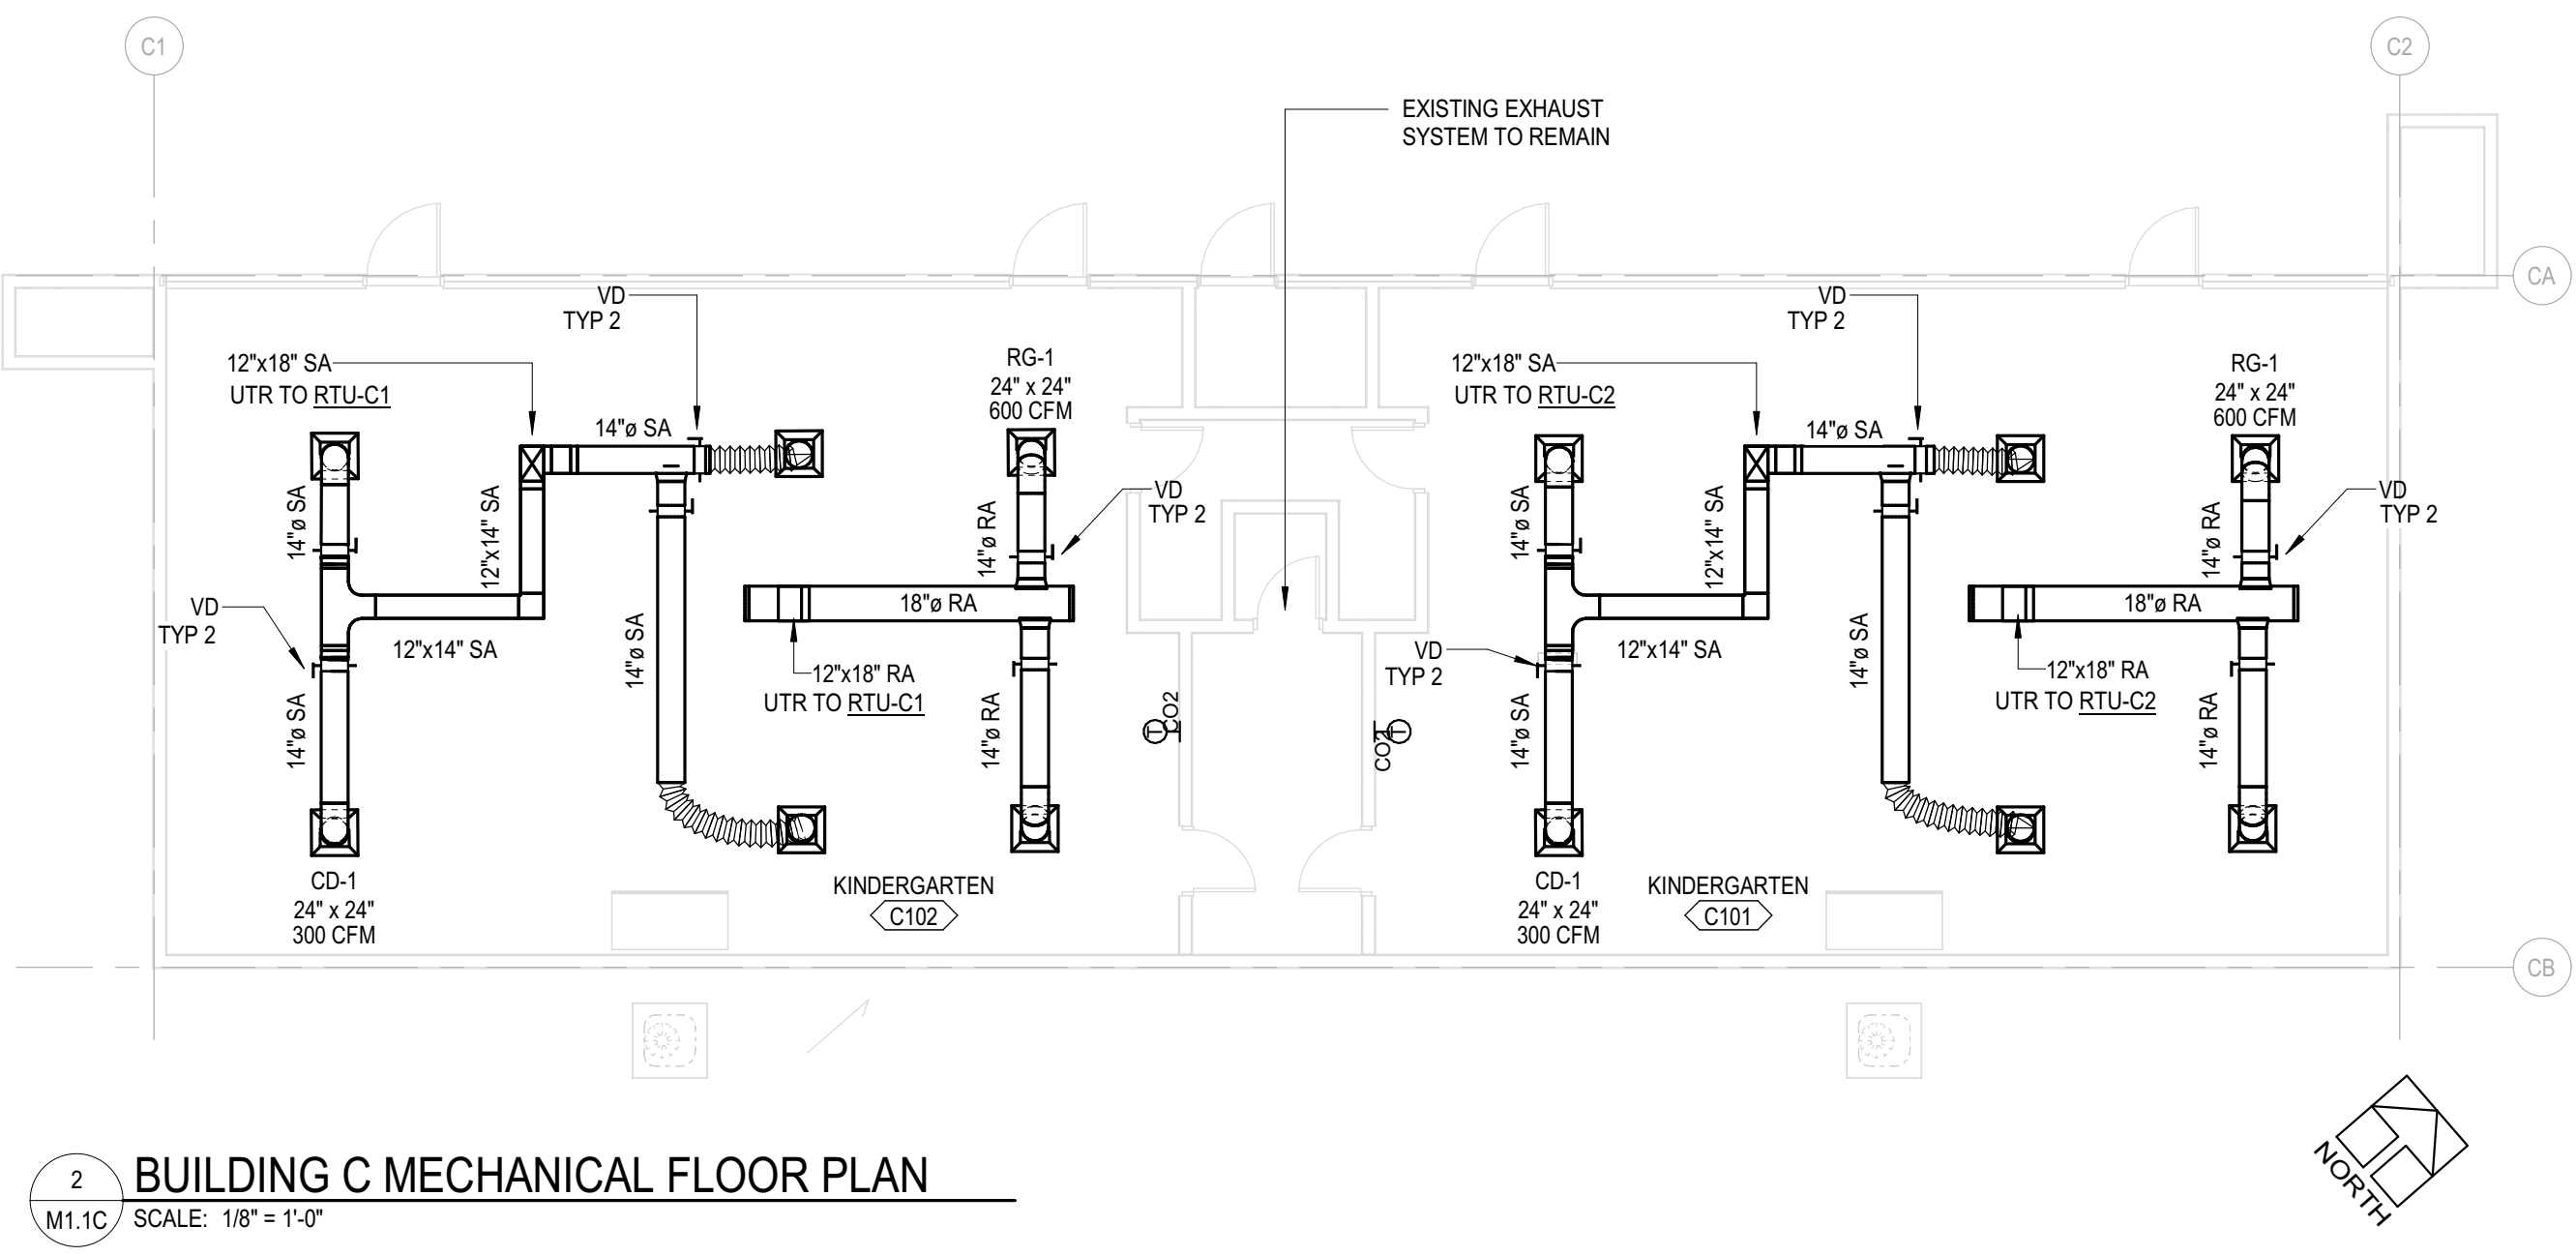 C1
C2
EXISTING EXHAUST
SYSTEM TO REMAIN
CA
VD
TYP 2
VD
TYP 2
12"x18" SA
UTR TO RTU-C1
RG-1
24" x 24"
600 CFM
12"x18" SA
UTR TO RTU-C2
RG-1
24" x 24"
600 CFM
14"ø SA
14"ø SA
14"ø SA
12"x14" SA
14"ø RA
VD
TYP 2
14"ø SA
12"x14" SA
14"ø RA
VD
TYP 2
VD
TYP 2
12"x14" SA
14"ø SA
18"ø RA
12"x18" RA
UTR TO RTU-C1
14"ø SA
14"ø RA
CO2
T
VD
TYP 2
12"x14" SA
14"ø SA
18"ø RA
12"x18" RA
UTR TO RTU-C2
14"ø SA
14"ø RA
CO2
T
CD-1
24" x 24"
300 CFM
KINDERGARTEN
C102
CD-1
24" x 24"
300 CFM
KINDERGARTEN
C101
CB
NORTH
2
M1.1C
BUILDING C MECHANICAL FLOOR PLAN
SCALE: 1/8" = 1'-0"